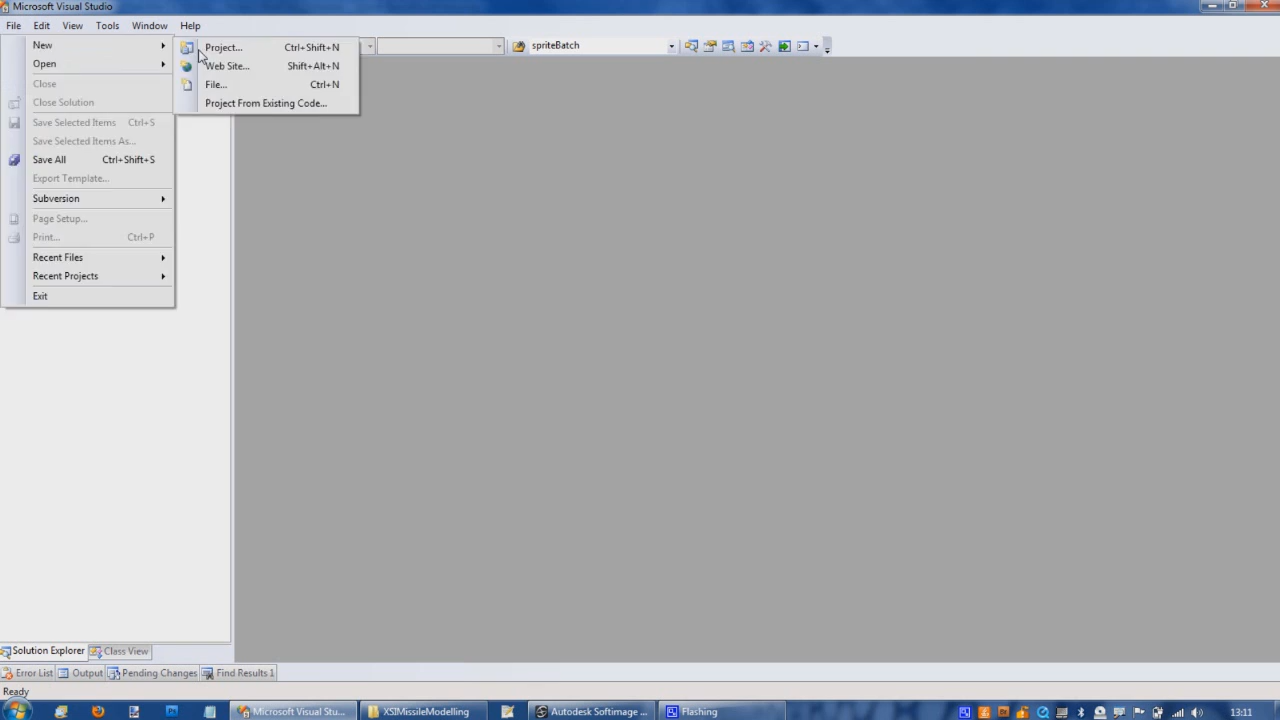 Microsoft Visual Studio
File Edit View Tools Window Help
New
Open
Close
Close Solution
Save Selected Items Ctrl+S
Save Selected Items As...
Save All Ctrl+Shift+S
Export Template...
Subversion
Page Setup...
Print... Ctrl+P
Recent Files
Recent Projects
Exit
Project... Ctrl+Shift+N
Web Site... Shift+Alt+N
File... Ctrl+N
Project From Existing Code...
spriteBatch
Solution Explorer Class View
Error List Output Pending Changes Find Results 1
Ready
Microsoft Visual Stu... XSIMissileModelling Autodesk Softimage ... Flashing 13:11